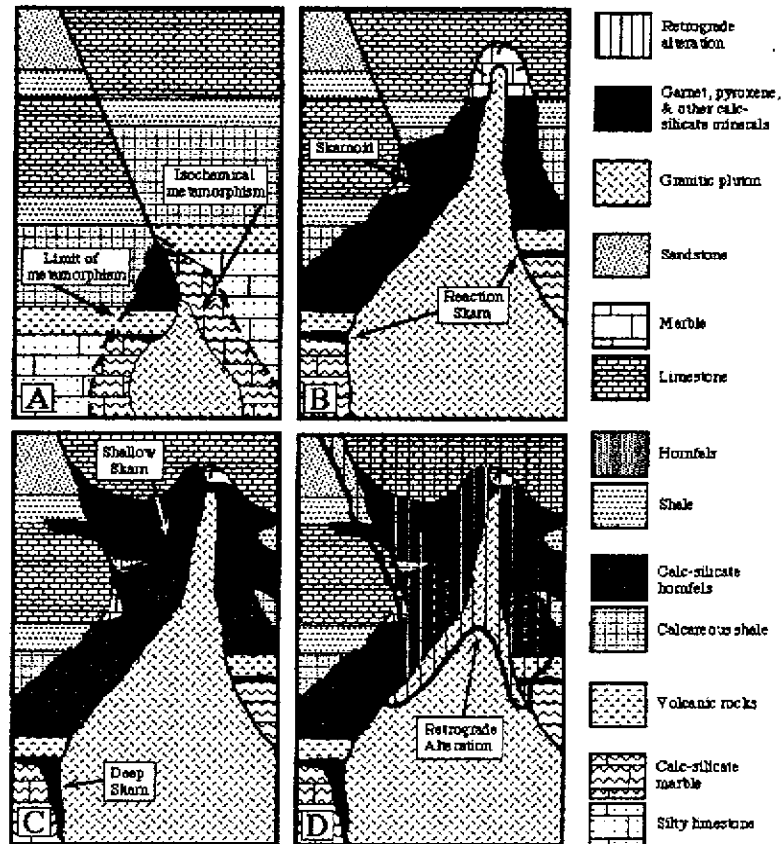 Isochemical
metamorphism
Limit of
metamorphism
A
Skarnoid
Reaction
Skarn
B
Shallow
Skarn
Deep
Skarn
C
Retrograde
Alteration
D
Retrograde
alteration
Garnet, pyroxene,
& other calc-
silicate minerals
Granitic pluton
Sandstone
Marble
Limestone
Hornfels
Shale
Calc-silicate
hornfels
Calcareous shale
Volcanic rocks
Calc-silicate
marble
Silty limestone